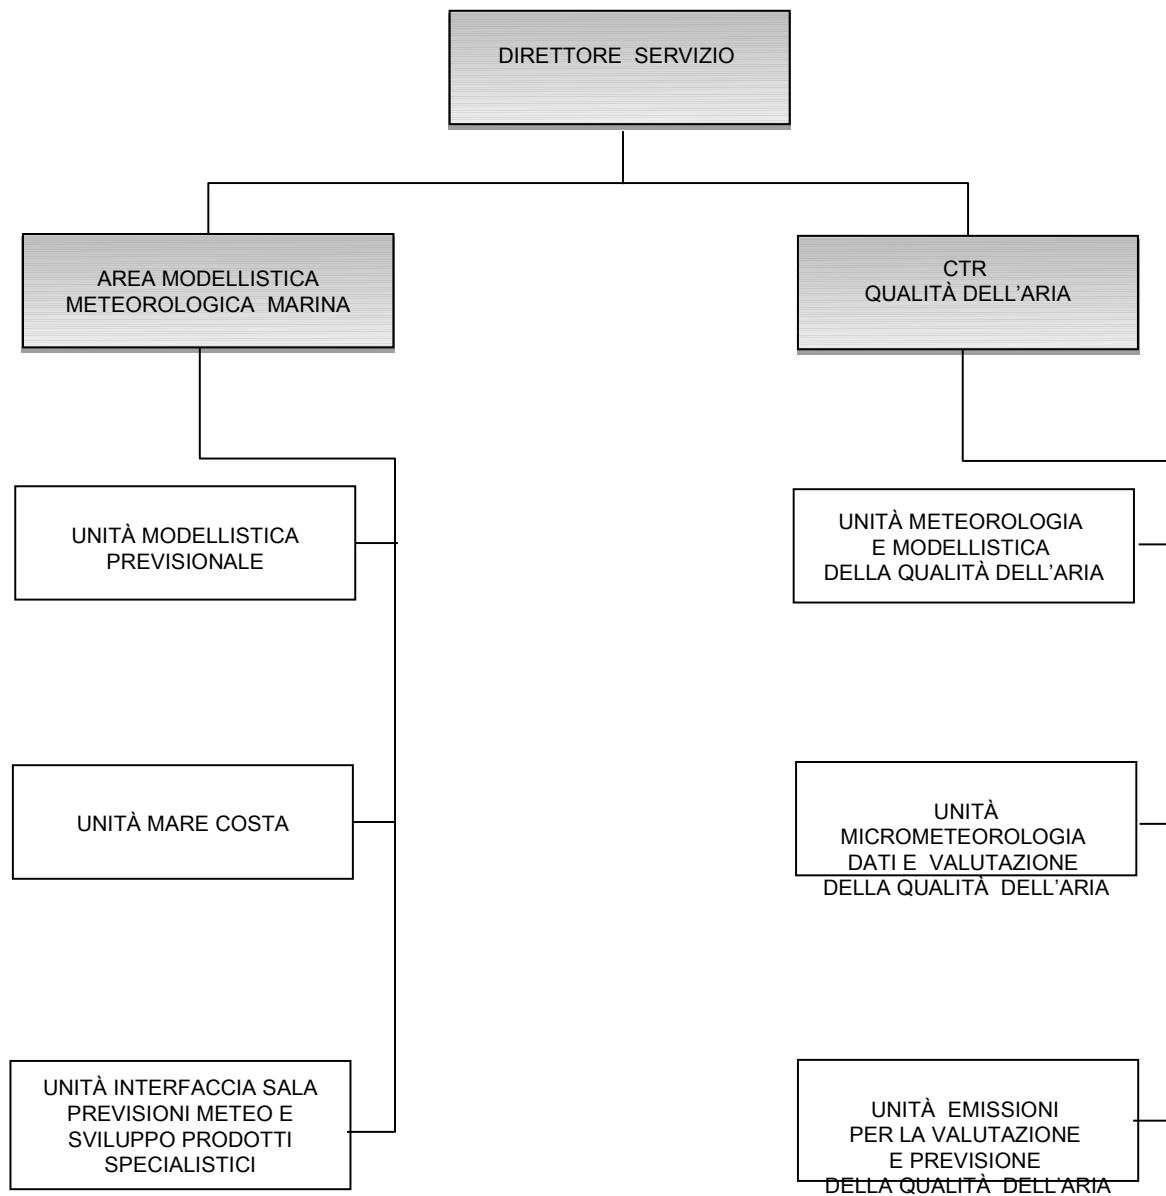 DIRETTORE SERVIZIO
AREA MODELLISTICA
METEOROLOGICA MARINA
CTR
QUALITÀ DELL’ARIA
UNITÀ MODELLISTICA
PREVISIONALE
UNITÀ METEOROLOGIA
E MODELLISTICA
DELLA QUALITÀ DELL’ARIA
UNITÀ MARE COSTA
UNITÀ
MICROMETEOROLOGIA
DATI E VALUTAZIONE
DELLA QUALITÀ DELL’ARIA
UNITÀ INTERFACCIA SALA
PREVISIONI METEO E
SVILUPPO PRODOTTI
SPECIALISTICI
UNITÀ EMISSIONI
PER LA VALUTAZIONE
E PREVISIONE
DELLA QUALITÀ DELL’ARIA